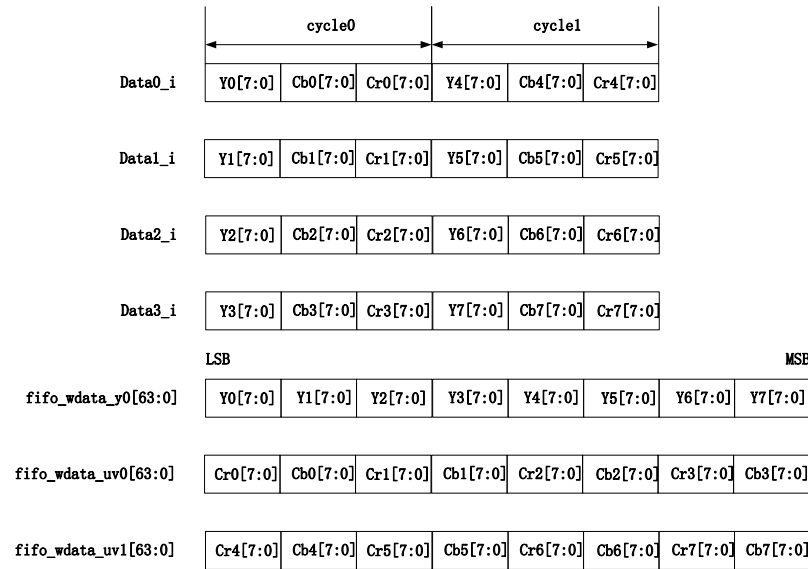 cycle0 cycle1
Data0_i Y0[7:0] Cb0[7:0] Cr0[7:0] Y4[7:0] Cb4[7:0] Cr4[7:0]
Data1_i Y1[7:0] Cb1[7:0] Cr1[7:0] Y5[7:0] Cb5[7:0] Cr5[7:0]
Data2_i Y2[7:0] Cb2[7:0] Cr2[7:0] Y6[7:0] Cb6[7:0] Cr6[7:0]
Data3_i Y3[7:0] Cb3[7:0] Cr3[7:0] Y7[7:0] Cb7[7:0] Cr7[7:0]
LSB MSB
fifo_wdata_y0[63:0] Y0[7:0] Y1[7:0] Y2[7:0] Y3[7:0] Y4[7:0] Y5[7:0] Y6[7:0] Y7[7:0]
fifo_wdata_uv0[63:0] Cr0[7:0] Cb0[7:0] Cr1[7:0] Cb1[7:0] Cr2[7:0] Cb2[7:0] Cr3[7:0] Cb3[7:0]
fifo_wdata_uv1[63:0] Cr4[7:0] Cb4[7:0] Cr5[7:0] Cb5[7:0] Cr6[7:0] Cb6[7:0] Cr7[7:0] Cb7[7:0]